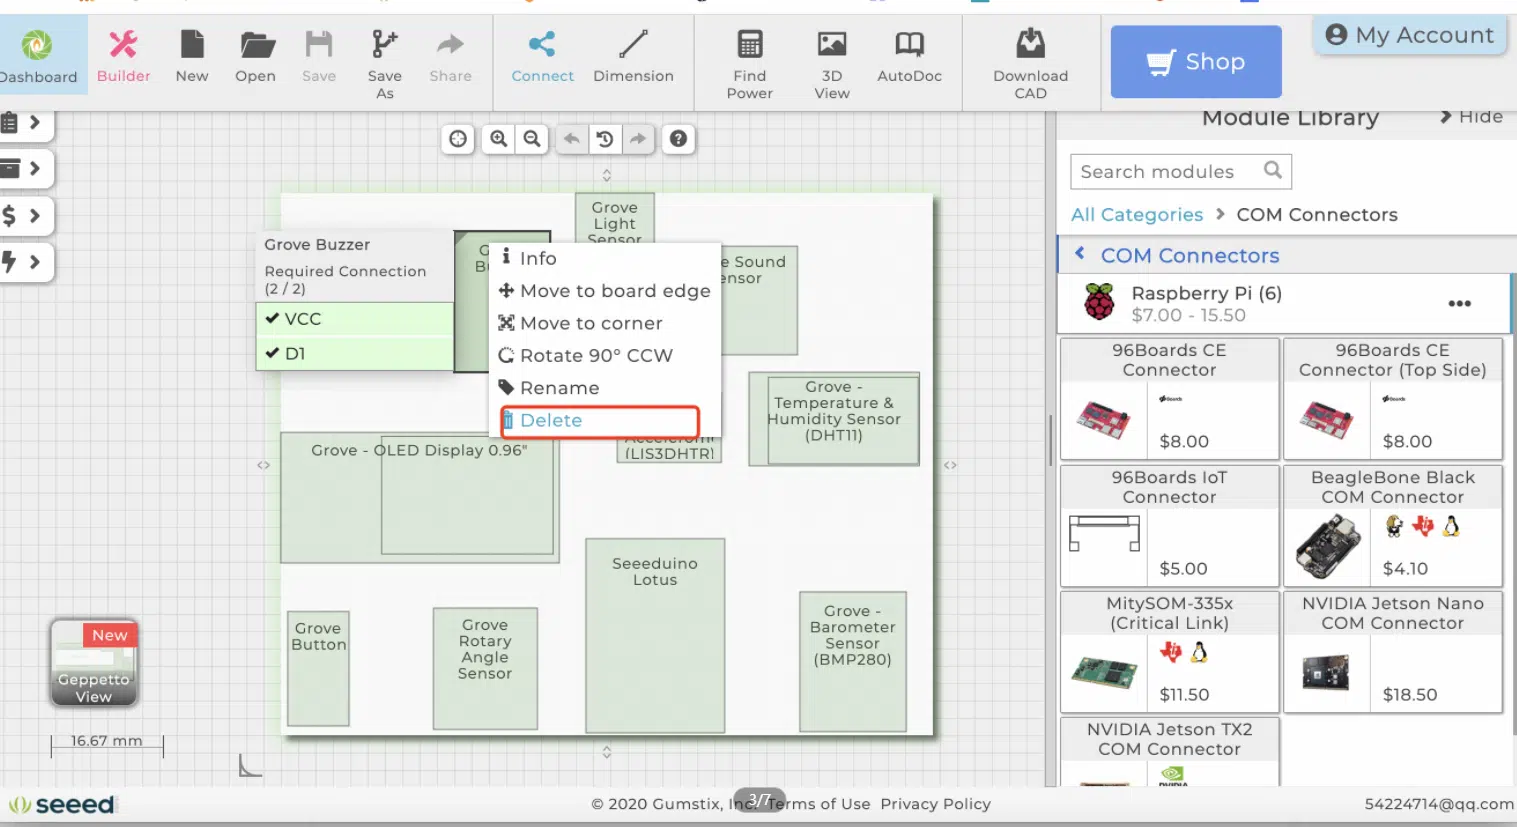 Dashboard
Builder
New
Open
Save
Save
As
Share
Connect
Dimension
Find
Power
3D
View
AutoDoc
Download
CAD
Shop
My Account
Module Library
Hide
Search modules
All Categories > COM Connectors
COM Connectors
Raspberry Pi (6)
$7.00 - 15.50
96Boards CE
Connector
$8.00
96Boards CE
Connector (Top Side)
$8.00
96Boards IoT
Connector
$5.00
BeagleBone Black
COM Connector
$4.10
MitySOM-335x
(Critical Link)
$11.50
NVIDIA Jetson Nano
COM Connector
$18.50
NVIDIA Jetson TX2
COM Connector
Grove Buzzer
Required Connection
(2 / 2)
VCC
D1
Grove
Light
Sensor
Info
Move to board edge
Move to corner
Rotate 90° CCW
Rename
Delete
Sound
Grove -
Temperature &
Humidity Sensor
(DHT11)
(LIS3DHTR)
Grove - OLED Display 0.96"
Seeeduino
Lotus
Grove
Button
Grove
Rotary
Angle
Sensor
Grove -
Barometer
Sensor
(BMP280)
New
Geppetto
View
16.67 mm
seeed
© 2020 Gumstix, Inc.
3/7
Terms of Use
Privacy Policy
54224714@qq.com